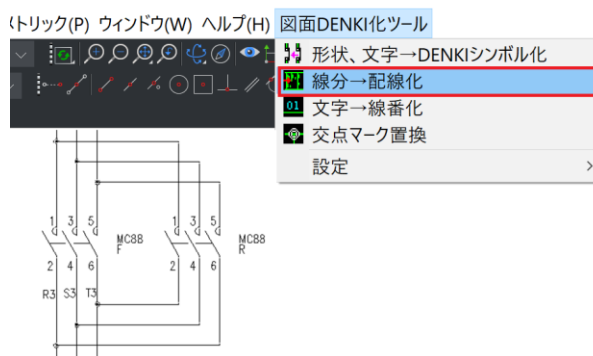 メトリック(P) ウィンドウ(W) ヘルプ(H) 図面DENKI化ツール
形状、文字→DENKIシンボル化
線分→配線化
01 文字→線番化
交点マーク置換
設定
1 3 5 1 3 5
MC88 MC88
F R
2 4 6 2 4 6
R3 S3 T3